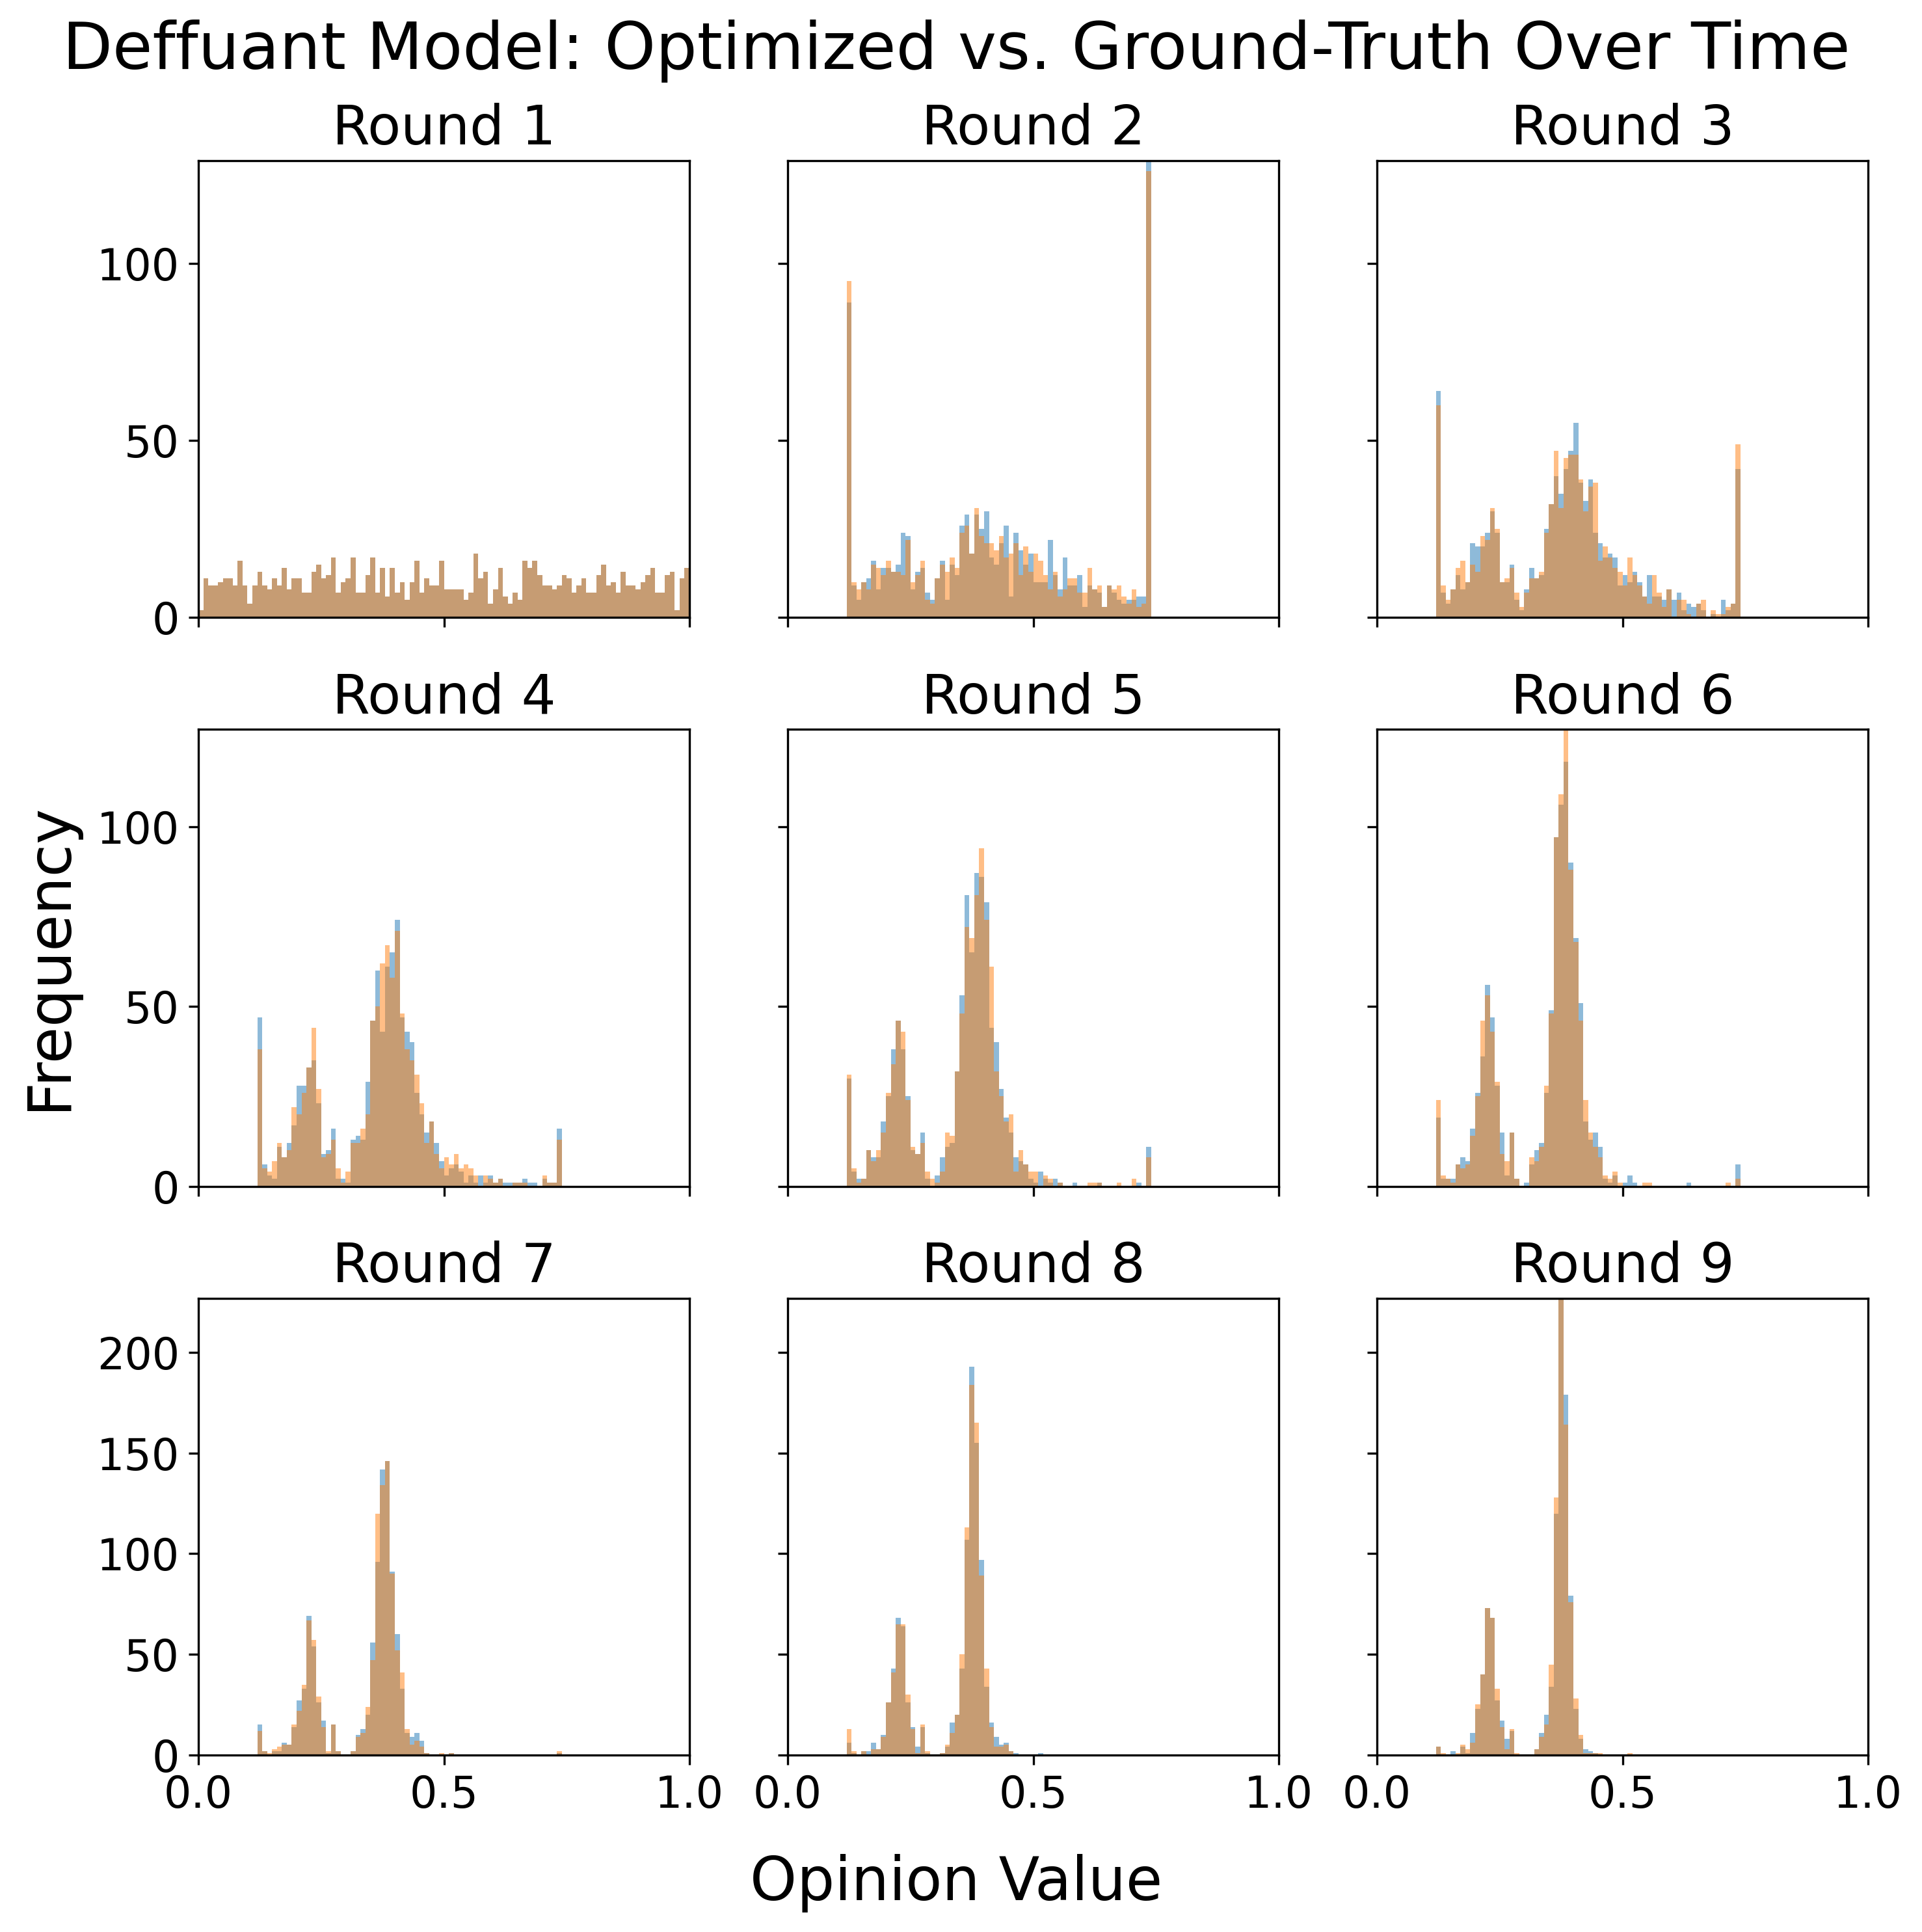 Deffuant Model: Optimized vs. Ground-Truth Over Time
Round 1
Round 2
Round 3
100
50
0
Round 4
Round 5
Round 6
Frequency
100
50
0
Round 7
Round 8
Round 9
200
150
100
50
0
0.0 0.5 1.0 0.0 0.5 1.0 0.0 0.5 1.0
Opinion Value